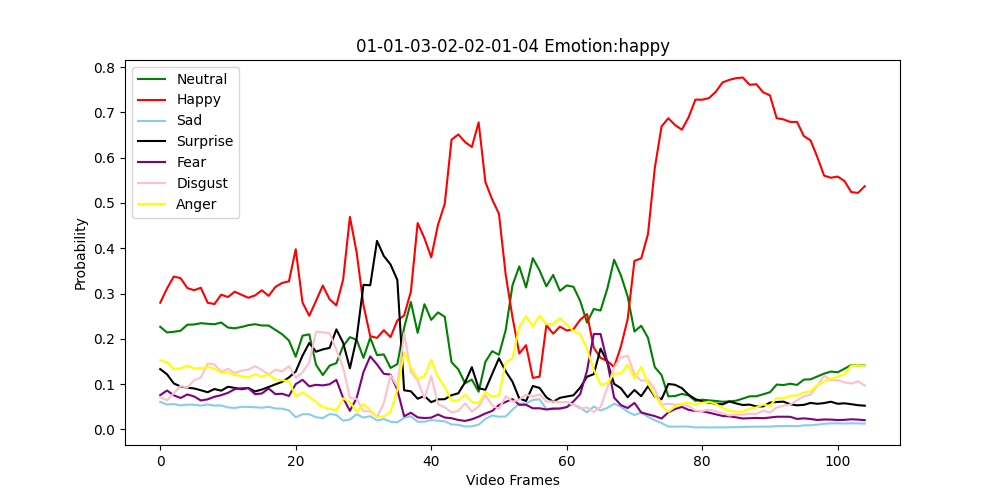 01-01-03-02-02-01-04 Emotion:happy
0.8
0.7
0.6
0.5
0.4
0.3
0.2
0.1
0.0
Probability
Neutral
Happy
Sad
Surprise
Fear
Disgust
Anger
0 20 40 60 80 100
Video Frames